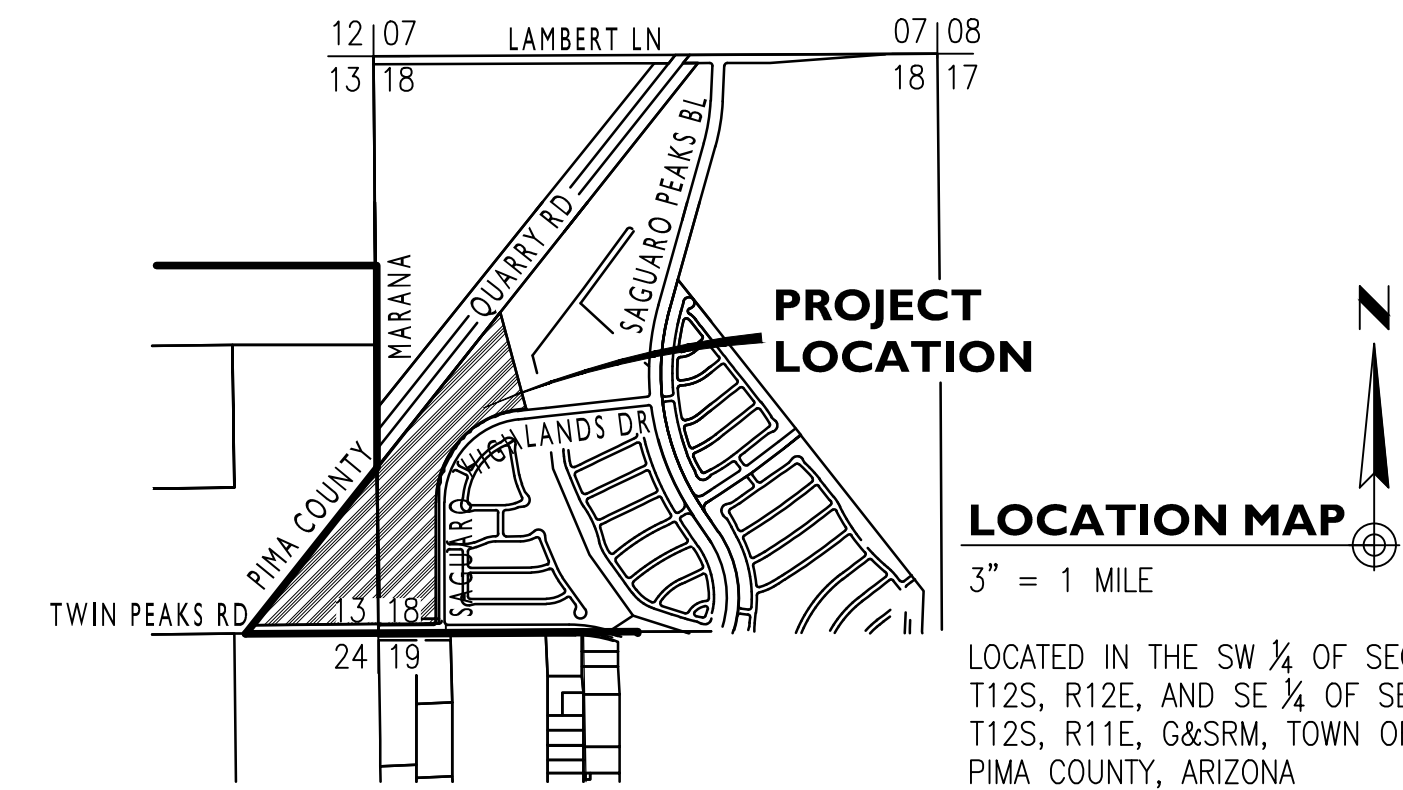 12 07
13 18
LAMBERT LN
07 08
18 17
SAGUARO PEAKS BL
QUARRY RD
MARANA
PROJECT
LOCATION
N
PIMA COUNTY
SAGUARO HIGHLANDS DR
TWIN PEAKS RD
13 18
24 19
LOCATION MAP
3" = 1 MILE
LOCATED IN THE SW ¼ OF
T12S, R12E, AND SE ¼ OF
T12S, R11E, G&SRM, TOWN
PIMA COUNTY, ARIZONA